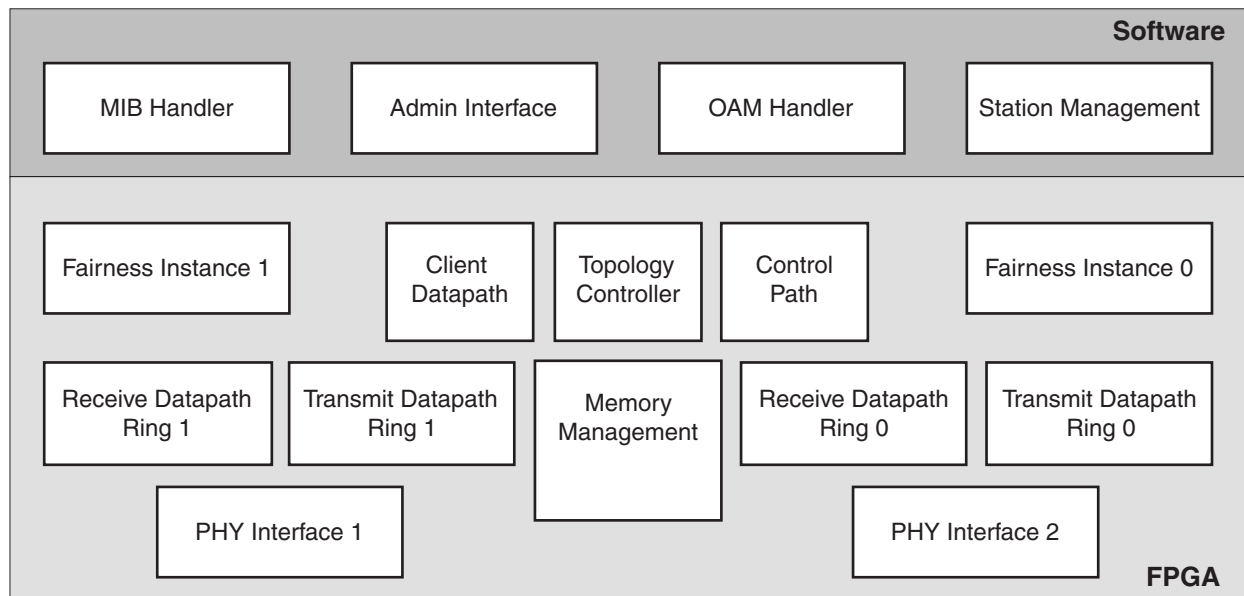 Software
MIB Handler
Admin Interface
OAM Handler
Station Management
Fairness Instance 1
Client
Datapath
Topology
Controller
Control
Path
Fairness Instance 0
Receive Datapath
Ring 1
Transmit Datapath
Ring 1
Memory
Management
Receive Datapath
Ring 0
Transmit Datapath
Ring 0
PHY Interface 1
PHY Interface 2
FPGA